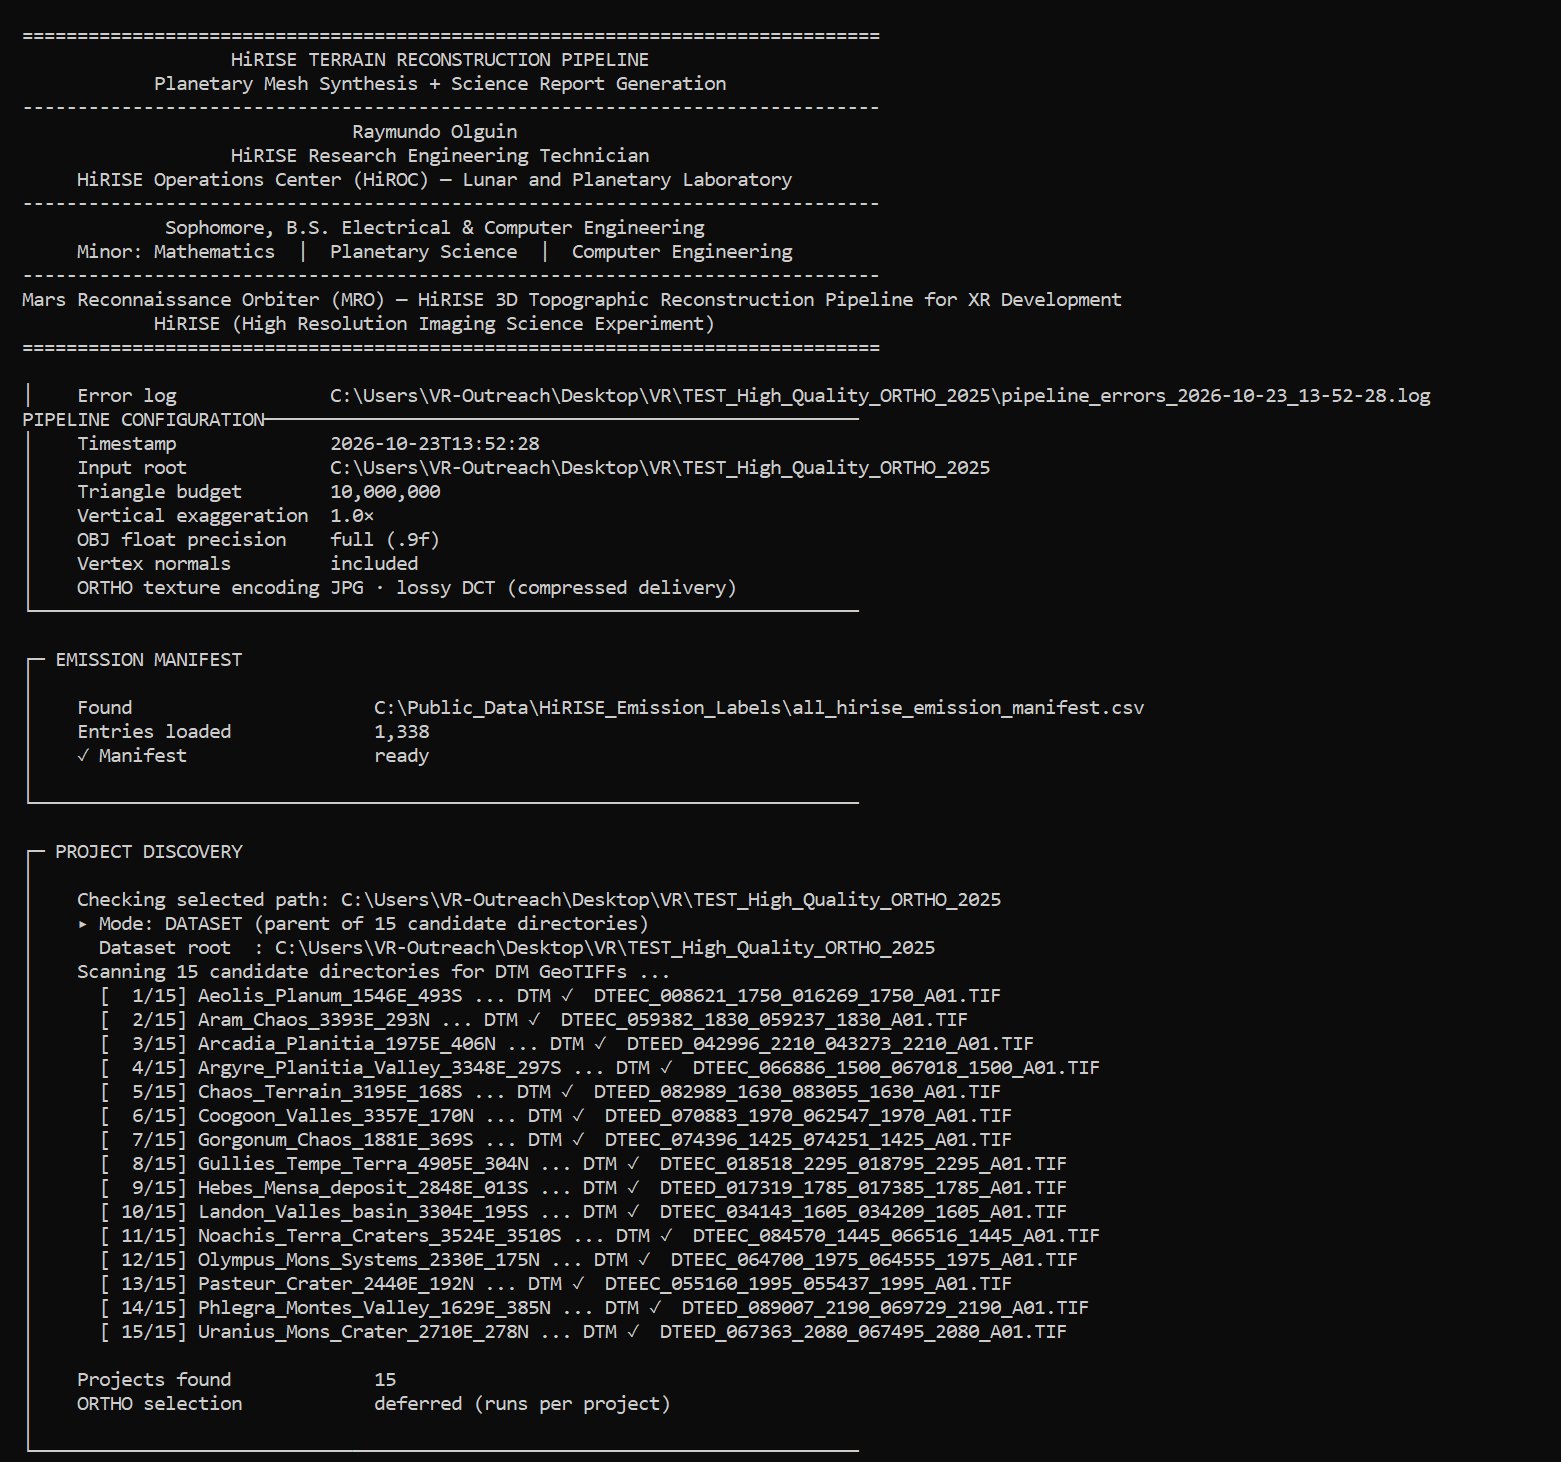 ==============================================================================
HiRISE TERRAIN RECONSTRUCTION PIPELINE
Planetary Mesh Synthesis + Science Report Generation
------------------------------------------------------------------------------
Raymundo Olguin
HiRISE Research Engineering Technician
HiRISE Operations Center (HiROC) — Lunar and Planetary Laboratory
------------------------------------------------------------------------------
Sophomore, B.S. Electrical & Computer Engineering
Minor: Mathematics │ Planetary Science │ Computer Engineering
------------------------------------------------------------------------------
Mars Reconnaissance Orbiter (MRO) — HiRISE 3D Topographic Reconstruction Pipeline for XR Development
HiRISE (High Resolution Imaging Science Experiment)
==============================================================================
│ Error log C:\Users\VR-Outreach\Desktop\VR\TEST_High_Quality_ORTHO_2025\pipeline_errors_2026-10-23_13-52-28.log
PIPELINE CONFIGURATION
Timestamp 2026-10-23T13:52:28
Input root C:\Users\VR-Outreach\Desktop\VR\TEST_High_Quality_ORTHO_2025
Triangle budget 10,000,000
Vertical exaggeration 1.0×
OBJ float precision full (.9f)
Vertex normals included
ORTHO texture encoding JPG · lossy DCT (compressed delivery)
EMISSION MANIFEST
Found C:\Public_Data\HiRISE_Emission_Labels\all_hirise_emission_manifest.csv
Entries loaded 1,338
✓ Manifest ready
PROJECT DISCOVERY
Checking selected path: C:\Users\VR-Outreach\Desktop\VR\TEST_High_Quality_ORTHO_2025
▸ Mode: DATASET (parent of 15 candidate directories)
Dataset root : C:\Users\VR-Outreach\Desktop\VR\TEST_High_Quality_ORTHO_2025
Scanning 15 candidate directories for DTM GeoTIFFs ...
[ 1/15] Aeolis_Planum_1546E_493S ... DTM ✓ DTEEC_008621_1750_016269_1750_A01.TIF
[ 2/15] Aram_Chaos_3393E_293N ... DTM ✓ DTEEC_059382_1830_059237_1830_A01.TIF
[ 3/15] Arcadia_Planitia_1975E_406N ... DTM ✓ DTEED_042996_2210_043273_2210_A01.TIF
[ 4/15] Argyre_Planitia_Valley_3348E_297S ... DTM ✓ DTEEC_066886_1500_067018_1500_A01.TIF
[ 5/15] Chaos_Terrain_3195E_168S ... DTM ✓ DTEED_082989_1630_083055_1630_A01.TIF
[ 6/15] Coogoon_Valles_3357E_170N ... DTM ✓ DTEED_070883_1970_062547_1970_A01.TIF
[ 7/15] Gorgonum_Chaos_1881E_369S ... DTM ✓ DTEEC_074396_1425_074251_1425_A01.TIF
[ 8/15] Gullies_Tempe_Terra_4905E_304N ... DTM ✓ DTEEC_018518_2295_018795_2295_A01.TIF
[ 9/15] Hebes_Mensa_deposit_2848E_013S ... DTM ✓ DTEED_017319_1785_017385_1785_A01.TIF
[ 10/15] Landon_Valles_basin_3304E_195S ... DTM ✓ DTEEC_034143_1605_034209_1605_A01.TIF
[ 11/15] Noachis_Terra_Craters_3524E_3510S ... DTM ✓ DTEEC_084570_1445_066516_1445_A01.TIF
[ 12/15] Olympus_Mons_Systems_2330E_175N ... DTM ✓ DTEEC_064700_1975_064555_1975_A01.TIF
[ 13/15] Pasteur_Crater_2440E_192N ... DTM ✓ DTEEC_055160_1995_055437_1995_A01.TIF
[ 14/15] Phlegra_Montes_Valley_1629E_385N ... DTM ✓ DTEED_089007_2190_069729_2190_A01.TIF
[ 15/15] Uranius_Mons_Crater_2710E_278N ... DTM ✓ DTEED_067363_2080_067495_2080_A01.TIF
Projects found 15
ORTHO selection deferred (runs per project)